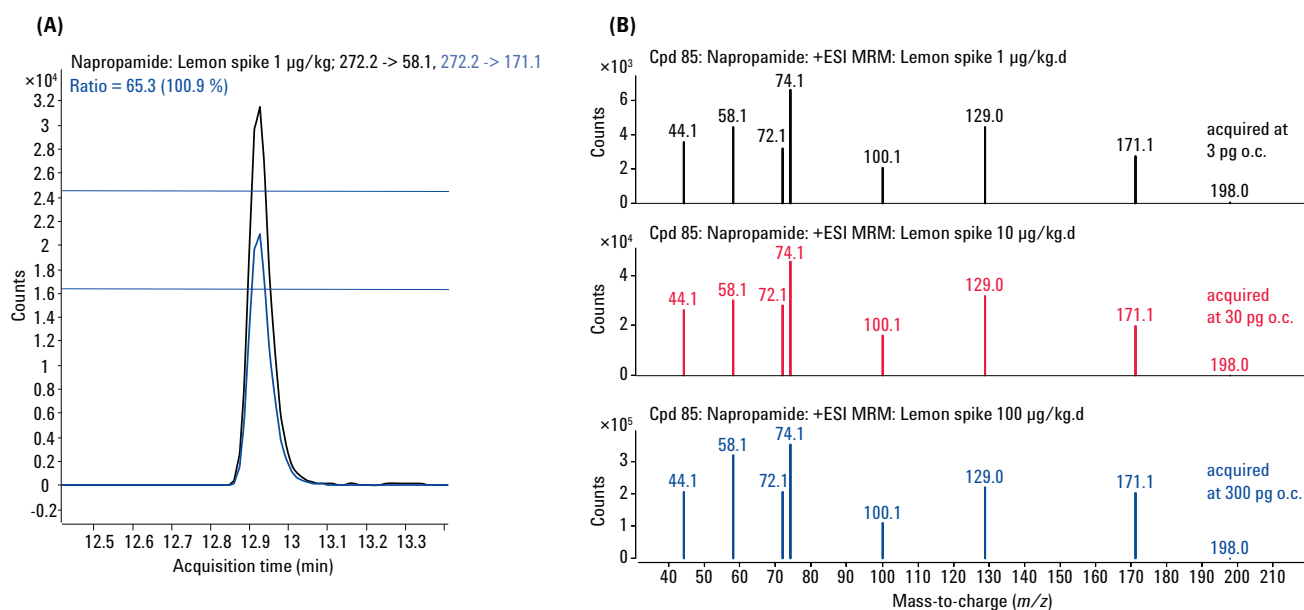 (A)
Napropamide: Lemon spike 1 µg/kg; 272.2 -> 58.1, 272.2 -> 171.1
×10⁴
Ratio = 65.3 (100.9 %)
3.2
3
2.8
2.6
2.4
2.2
2
1.8
1.6
1.4
1.2
1
0.8
0.6
0.4
0.2
0
-0.2
Counts
12.5 12.6 12.7 12.8 12.9 13 13.1 13.2 13.3
Acquisition time (min)
(B)
Cpd 85: Napropamide: +ESI MRM: Lemon spike 1 µg/kg.d
×10³
6
4
2
0
Counts
44.1 58.1 72.1 74.1 100.1 129.0 171.1 198.0
acquired at
3 pg o.c.
Cpd 85: Napropamide: +ESI MRM: Lemon spike 10 µg/kg.d
×10⁴
4
2
0
Counts
44.1 58.1 72.1 74.1 100.1 129.0 171.1 198.0
acquired
at 30 pg o.c.
Cpd 85: Napropamide: +ESI MRM: Lemon spike 100 µg/kg.d
×10⁵
3
2
1
0
Counts
44.1 58.1 72.1 74.1 100.1 129.0 171.1 198.0
acquired
at 300 pg o.c.
40 50 60 70 80 90 100 110 120 130 140 150 160 170 180 190 200 210
Mass-to-charge (m/z)